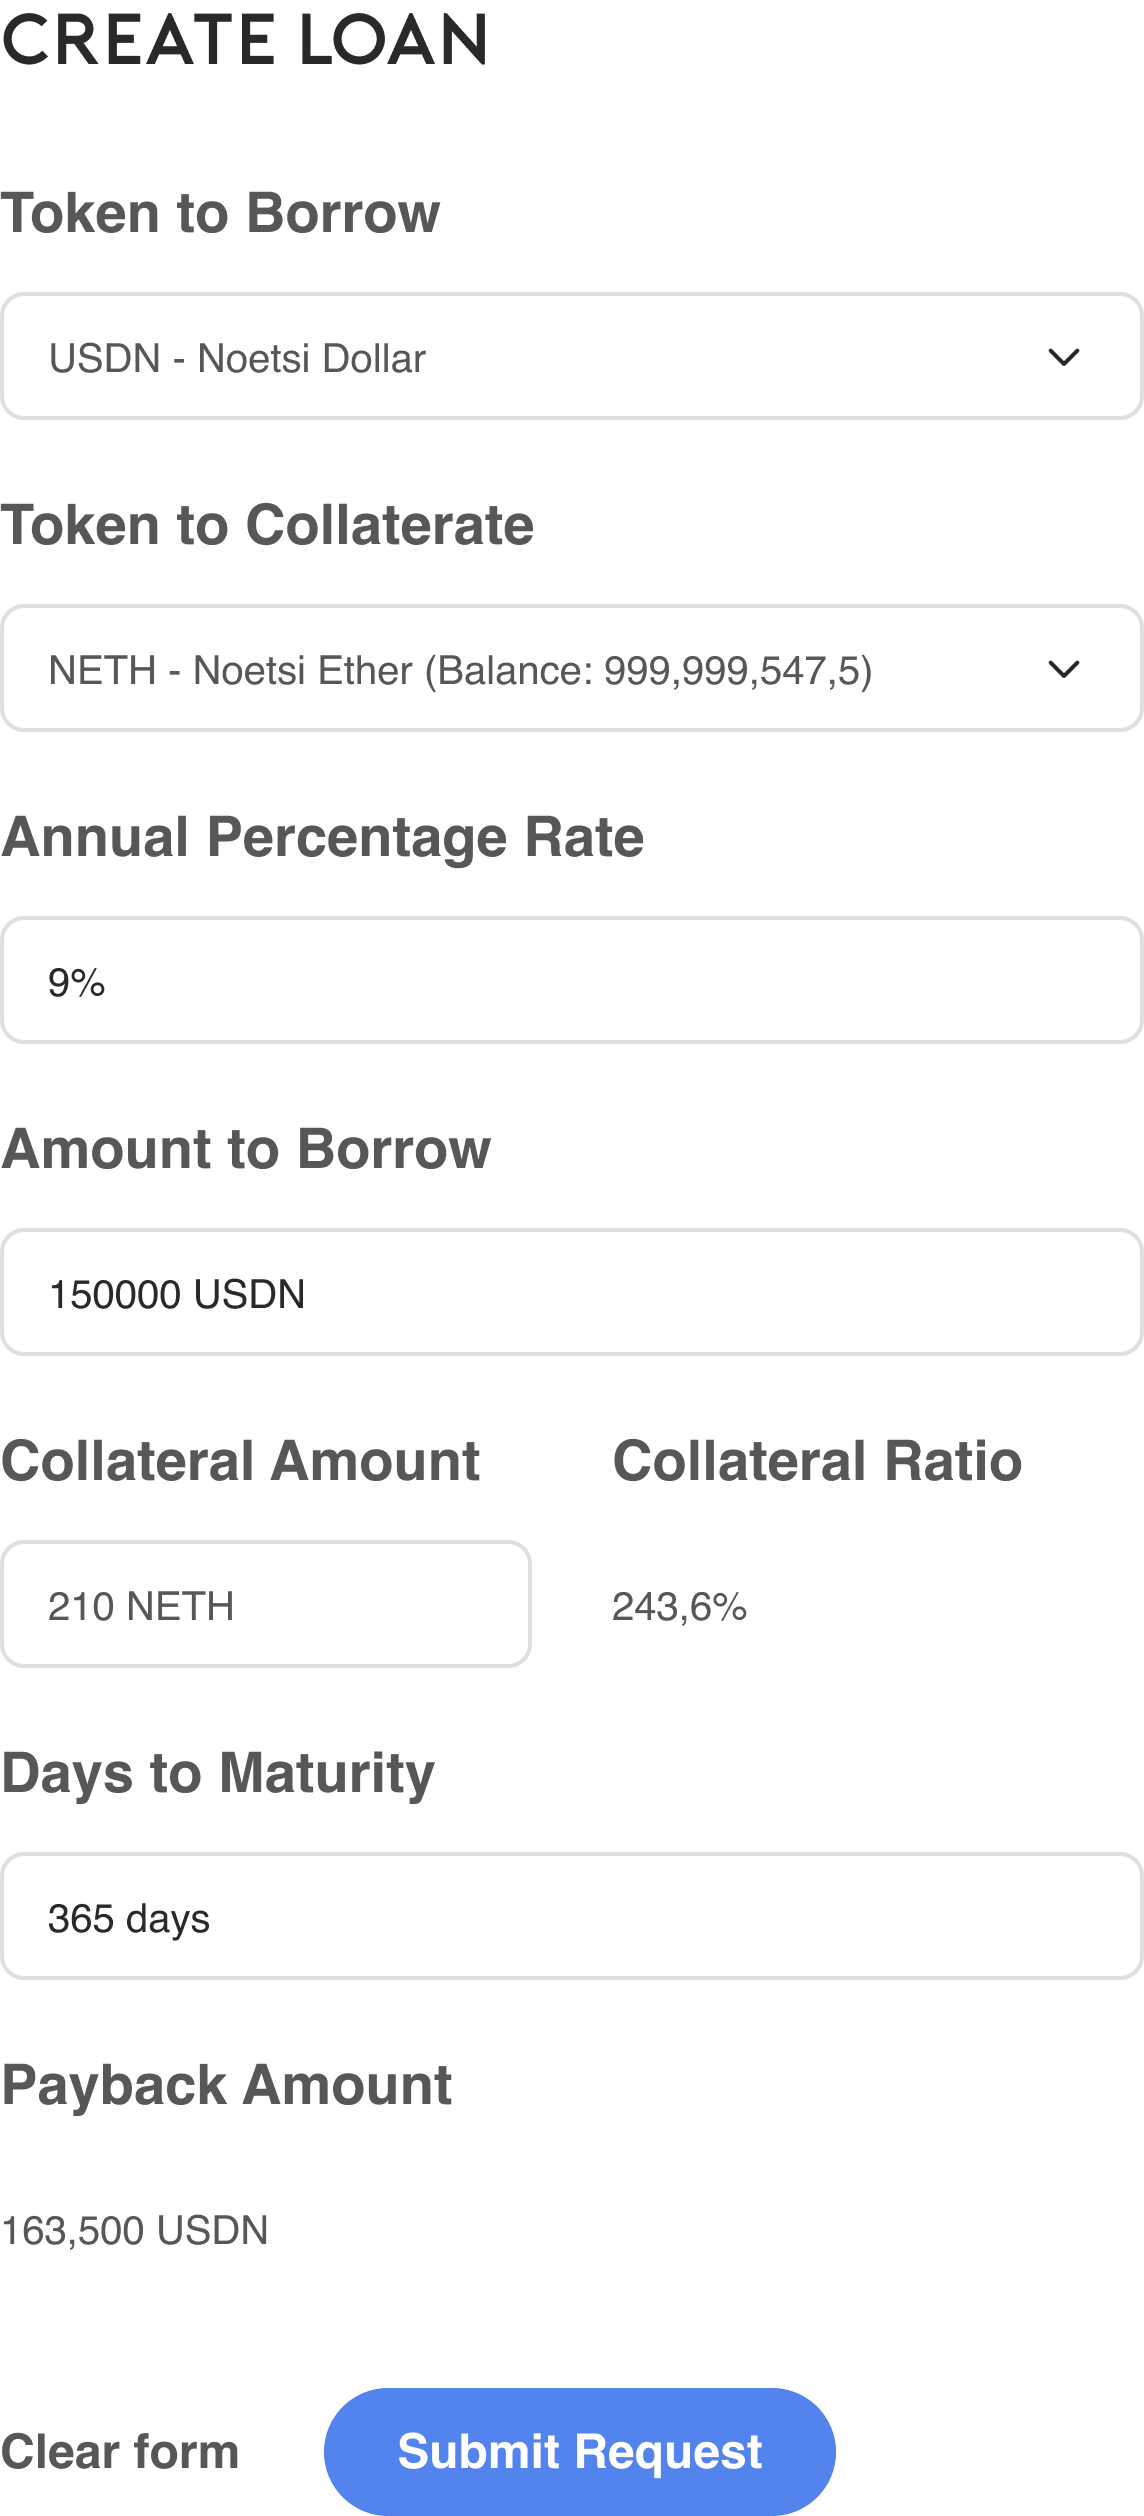 CREATE LOAN
Token to Borrow
USDN - Noetsi Dollar
Token to Collaterate
NETH - Noetsi Ether (Balance: 999,999,547,5)
Annual Percentage Rate
9%
Amount to Borrow
150000 USDN
Collateral Amount
Collateral Ratio
210 NETH
243,6%
Days to Maturity
365 days
Payback Amount
163,500 USDN
Clear form
Submit Request